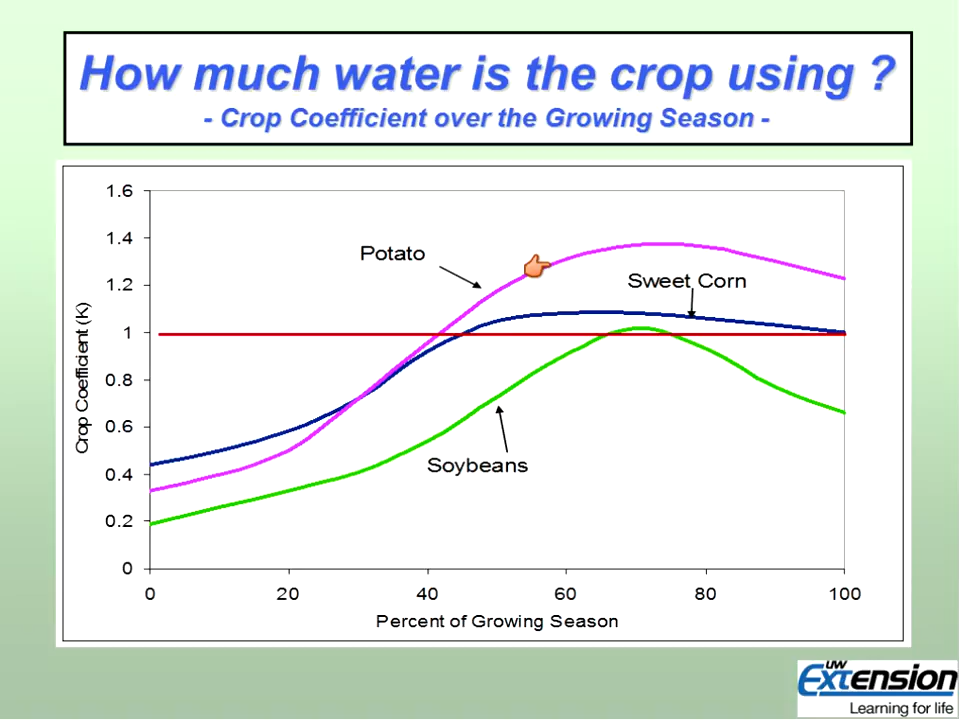 How much water is the crop using ?
- Crop Coefficient over the Growing Season -
1.6
1.4
1.2
1
0.8
0.6
0.4
0.2
0
Crop Coefficient (K)
Potato
Sweet Corn
Soybeans
0 20 40 60 80 100
Percent of Growing Season
UW
Extension
Learning for life